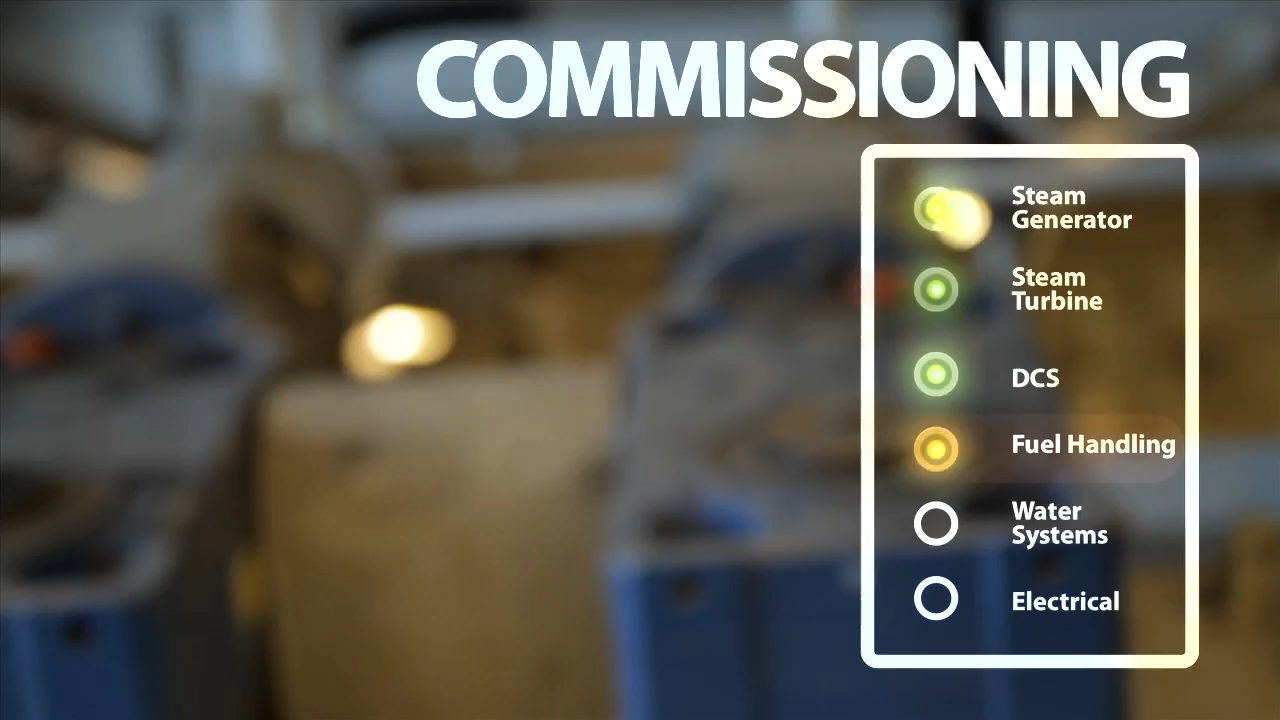 COMMISSIONING
Steam
Generator
Steam
Turbine
DCS
Fuel Handling
Water
Systems
Electrical